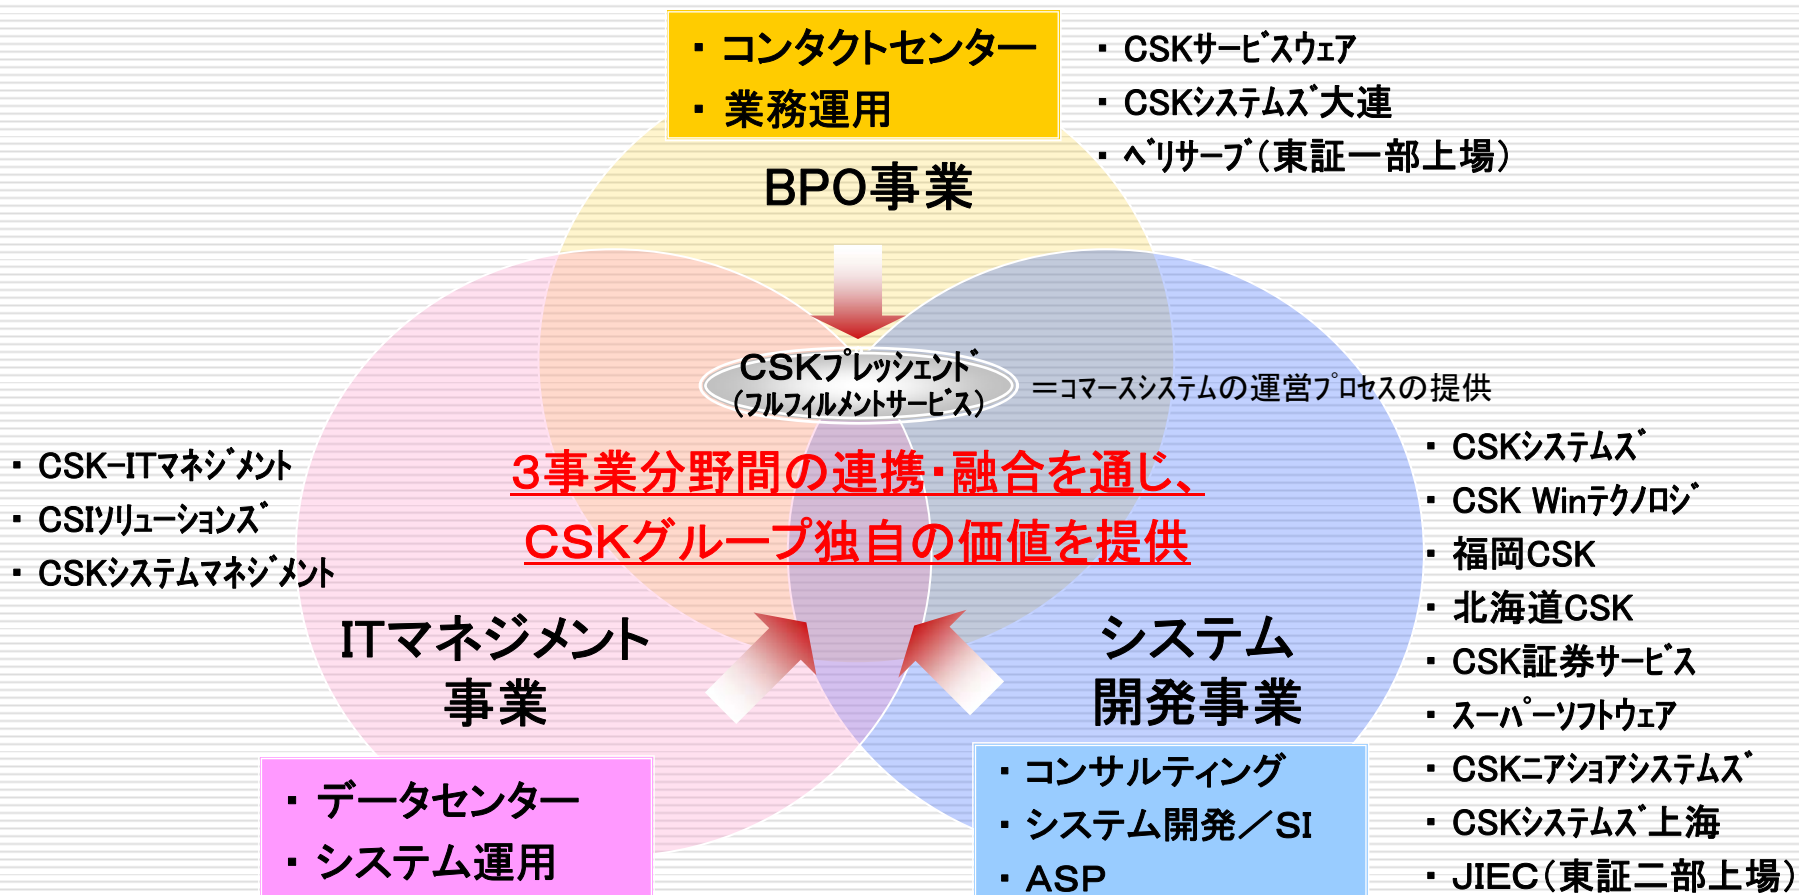 ・ コンタクトセンター
・ 業務運用
・ CSKｻｰﾋﾞｽｳｪｱ
・ CSKｼｽﾃﾑｽﾞ大連
・ ﾍﾞﾘｻｰﾌﾞ（東証一部上場）
BPO事業
CSKﾌﾟﾚｯｼｪﾝﾄﾞ
（ﾌﾙﾌｨﾙﾒﾝﾄｻｰﾋﾞｽ）
＝ｺﾏｰｽｼｽﾃﾑの運営ﾌﾟﾛｾｽの提供
３事業分野間の連携・融合を通じ、
CSKグループ独自の価値を提供
・ CSK-ITﾏﾈｼﾞﾒﾝﾄ
・ CSIｿﾘｭｰｼｮﾝｽﾞ
・ CSKｼｽﾃﾑﾏﾈｼﾞﾒﾝﾄ
ITマネジメント
事業
・ データセンター
・ システム運用
システム
開発事業
・ コンサルティング
・ システム開発／SI
・ ASP
・ CSKｼｽﾃﾑｽﾞ
・ CSK Winﾃｸﾉﾛｼﾞ
・ 福岡CSK
・ 北海道CSK
・ CSK証券ｻｰﾋﾞｽ
・ ｽｰﾊﾟｰｿﾌﾄｳｪｱ
・ CSKﾆｱｼｮｱｼｽﾃﾑｽﾞ
・ CSKｼｽﾃﾑｽﾞ上海
・ JIEC（東証二部上場）